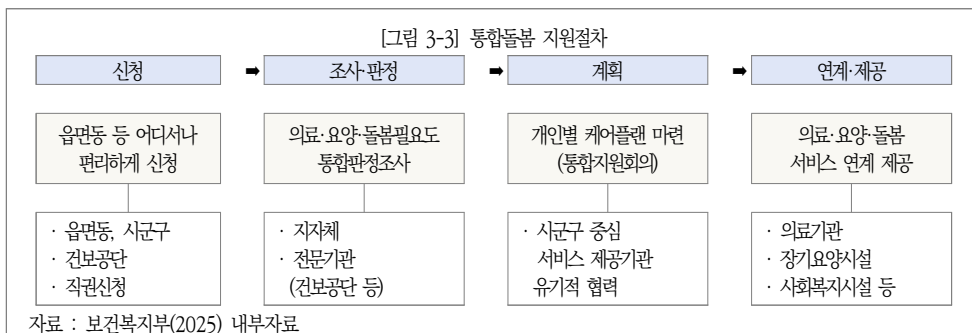 [그림 3-3] 통합돌봄 지원절차
신청 ➡ 조사·판정 ➡ 계획 ➡ 연계·제공
읍면동 등 어디서나
편리하게 신청
의료·요양·돌봄필요도
통합판정조사
개인별 케어플랜 마련
(통합지원회의)
의료·요양·돌봄
서비스 연계 제공
· 읍면동, 시군구
· 건보공단
· 직권신청
· 지자체
· 전문기관
(건보공단 등)
· 시군구 중심
서비스 제공기관
유기적 협력
· 의료기관
· 장기요양시설
· 사회복지시설 등
자료 : 보건복지부(2025) 내부자료